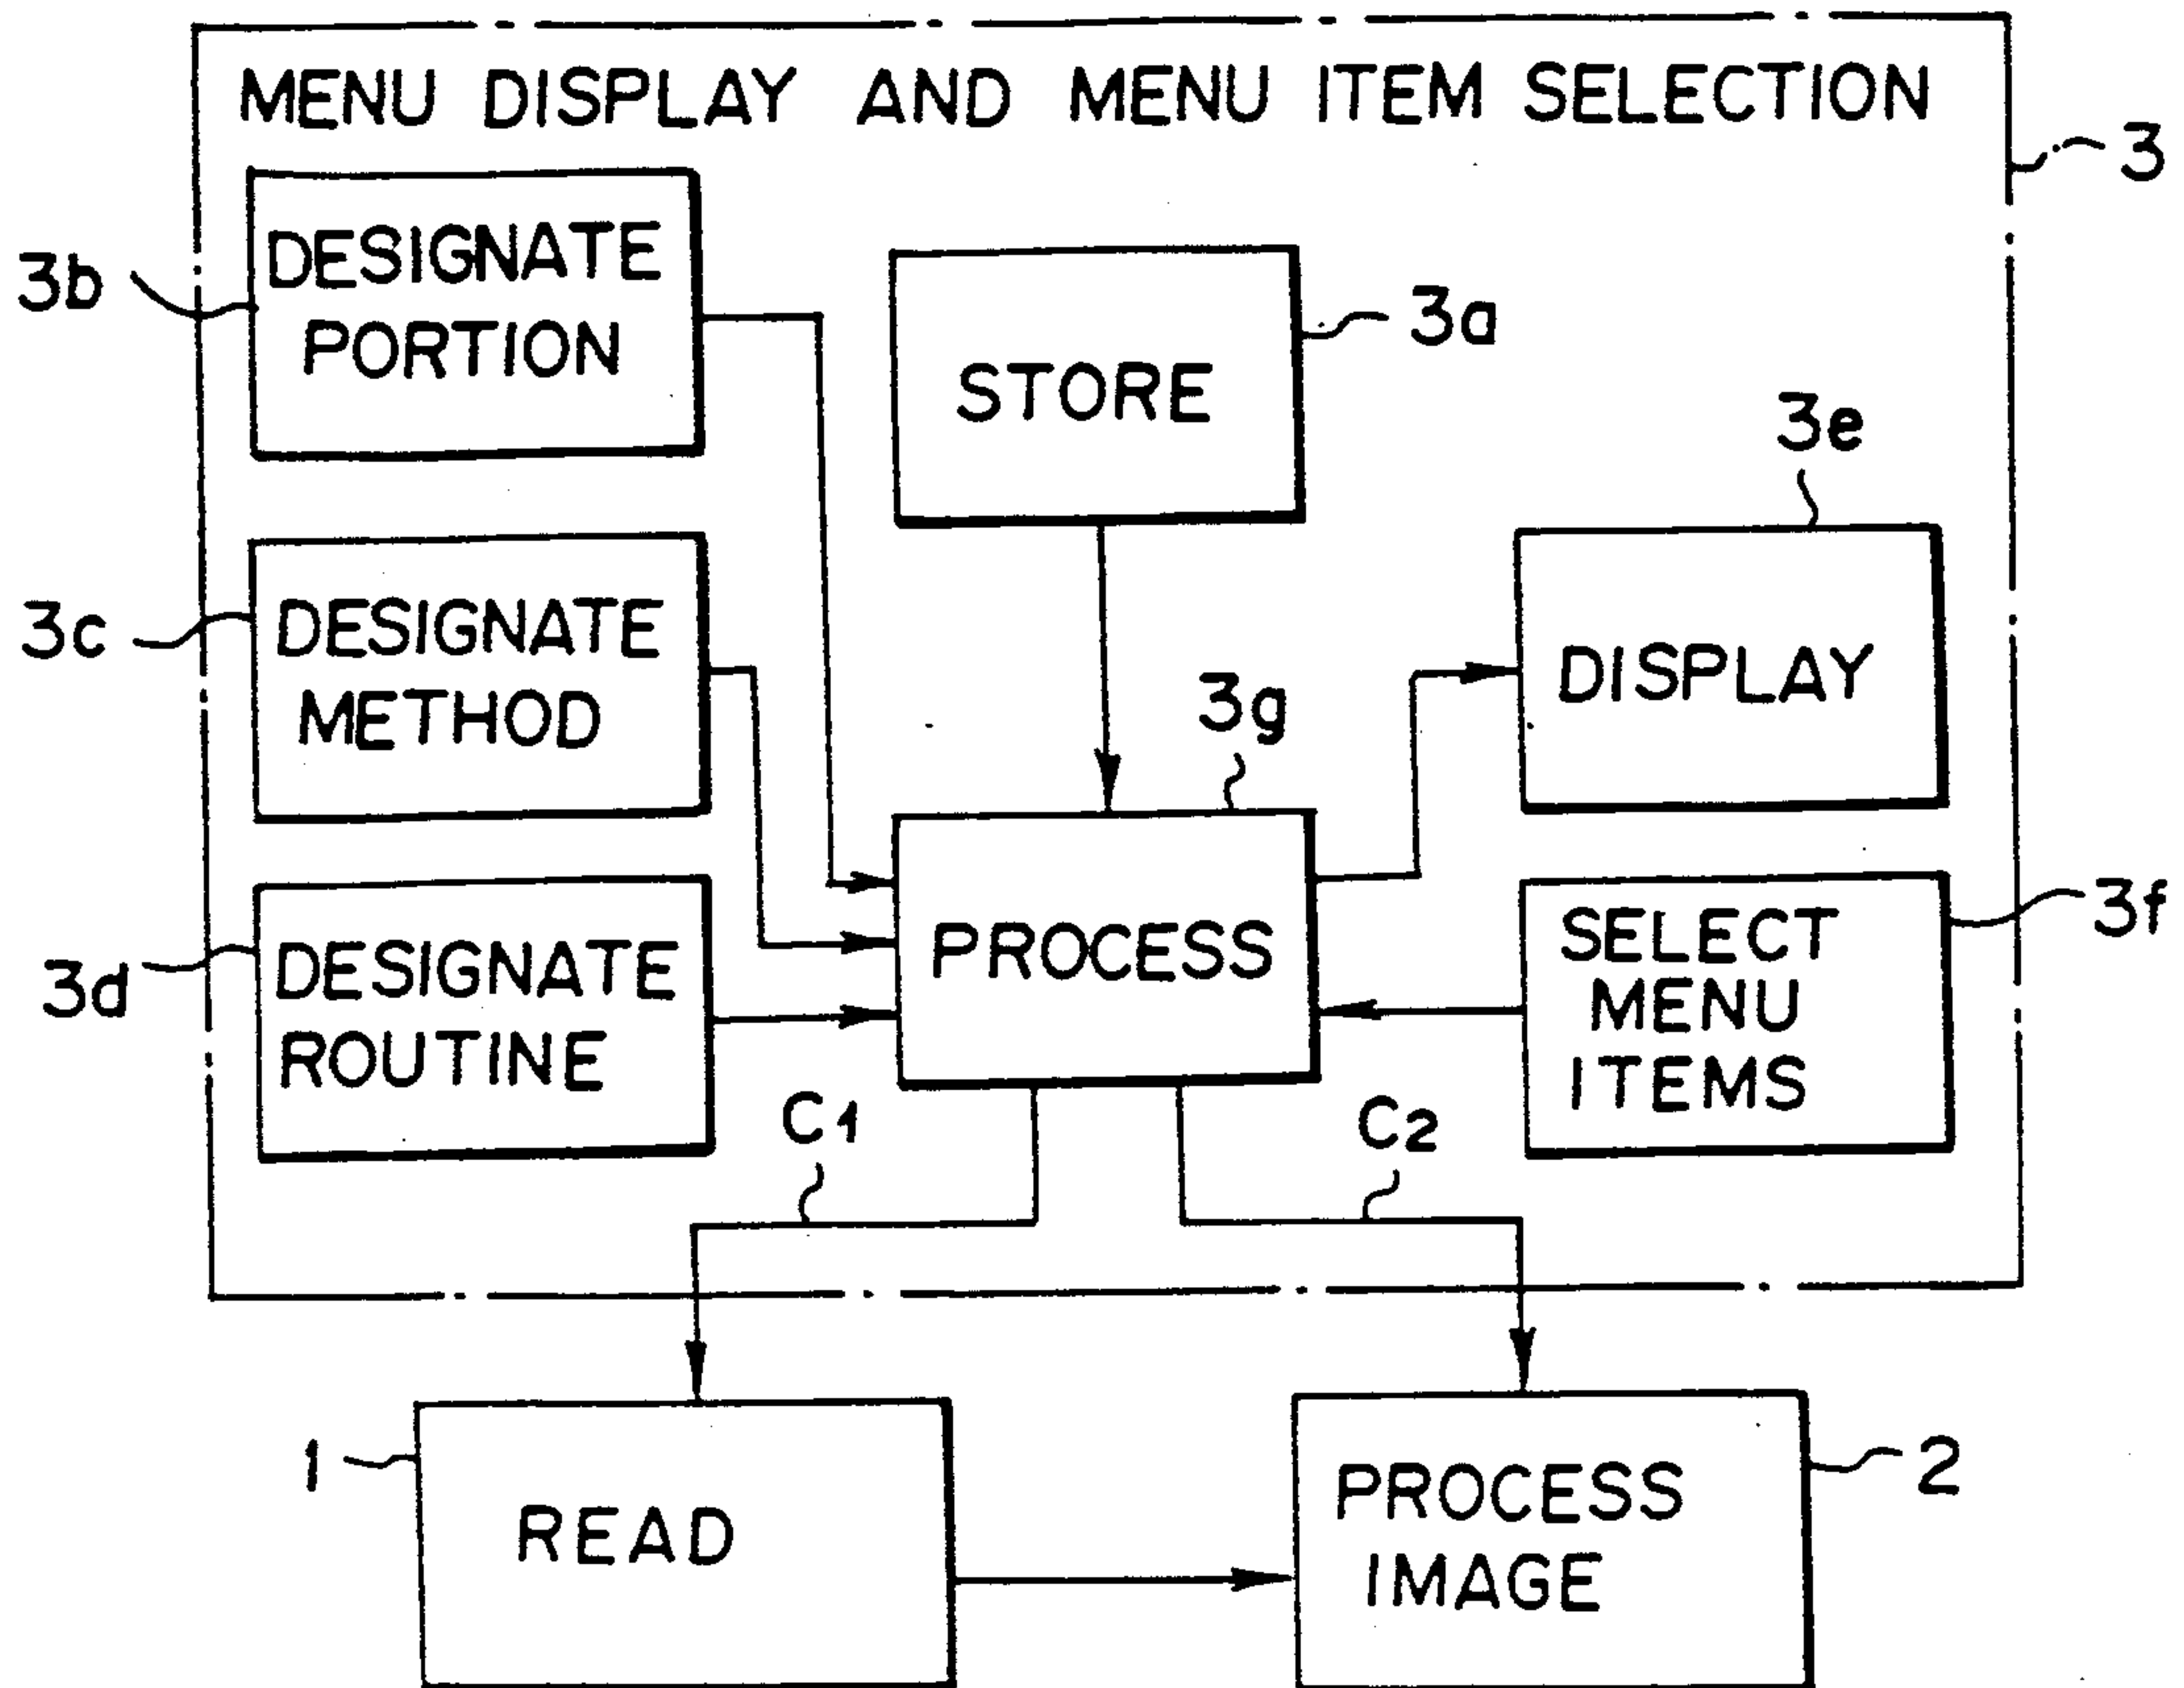 MENU DISPLAY AND MENU ITEM SELECTION
3
3b
DESIGNATE
PORTION
STORE
3a
3e
3c
DESIGNATE
METHOD
3g
DISPLAY
3d
DESIGNATE
ROUTINE
PROCESS
SELECT
MENU
ITEMS
3f
C1
C2
1
READ
PROCESS
IMAGE
2